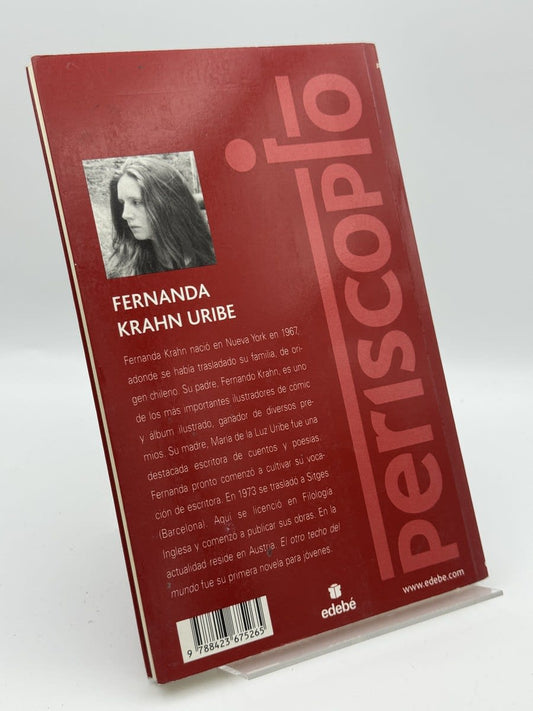 FERNANDA
KRAHN URIBE
Fernanda Krahn nació en Nueva York en 1967,
adonde se había trasladado su familia, de ori-
gen chileno. Su padre, Fernando Krahn, es uno
de los más importantes ilustradores de cómic
y álbum ilustrado, ganador de diversos pre-
mios. Su madre, Maria de la Luz Uribe fue una
destacada escritora de cuentos y poesías.
Fernanda pronto comenzó a cultivar su voca-
ción de escritora. En 1973 se trasladó a Sitges
(Barcelona). Aquí se licenció en Filología
Inglesa y comenzó a publicar sus obras. En la
actualidad reside en Austria. El otro techo del
mundo fue su primera novela para jóvenes.
periscopio
edebé
www.edebe.com
9 788423 675265